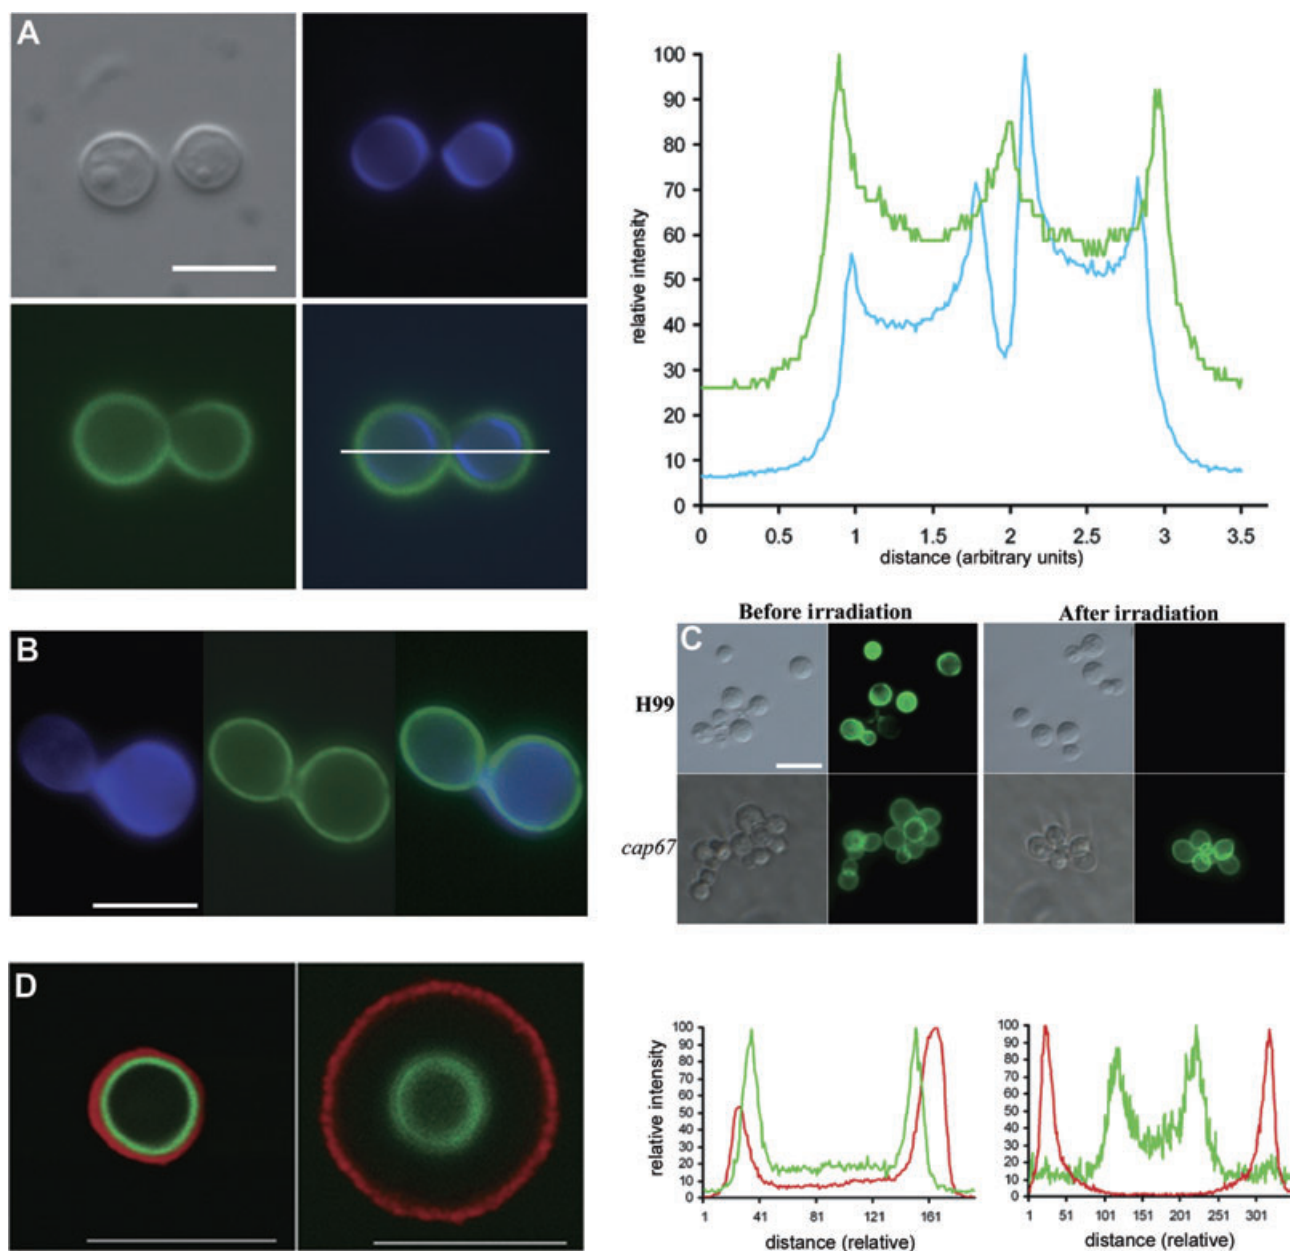 A
100
90
80
70
60
50
40
30
20
10
0
relative intensity
0 0.5 1 1.5 2 2.5 3 3.5
distance (arbitrary units)
B
Before irradiation After irradiation
C
H99
cap67
D
100
90
80
70
60
50
40
30
20
10
0
relative intensity
1 41 81 121 161
distance (relative)
100
90
80
70
60
50
40
30
20
10
0
1 51 101 151 201 251 301
distance (relative)